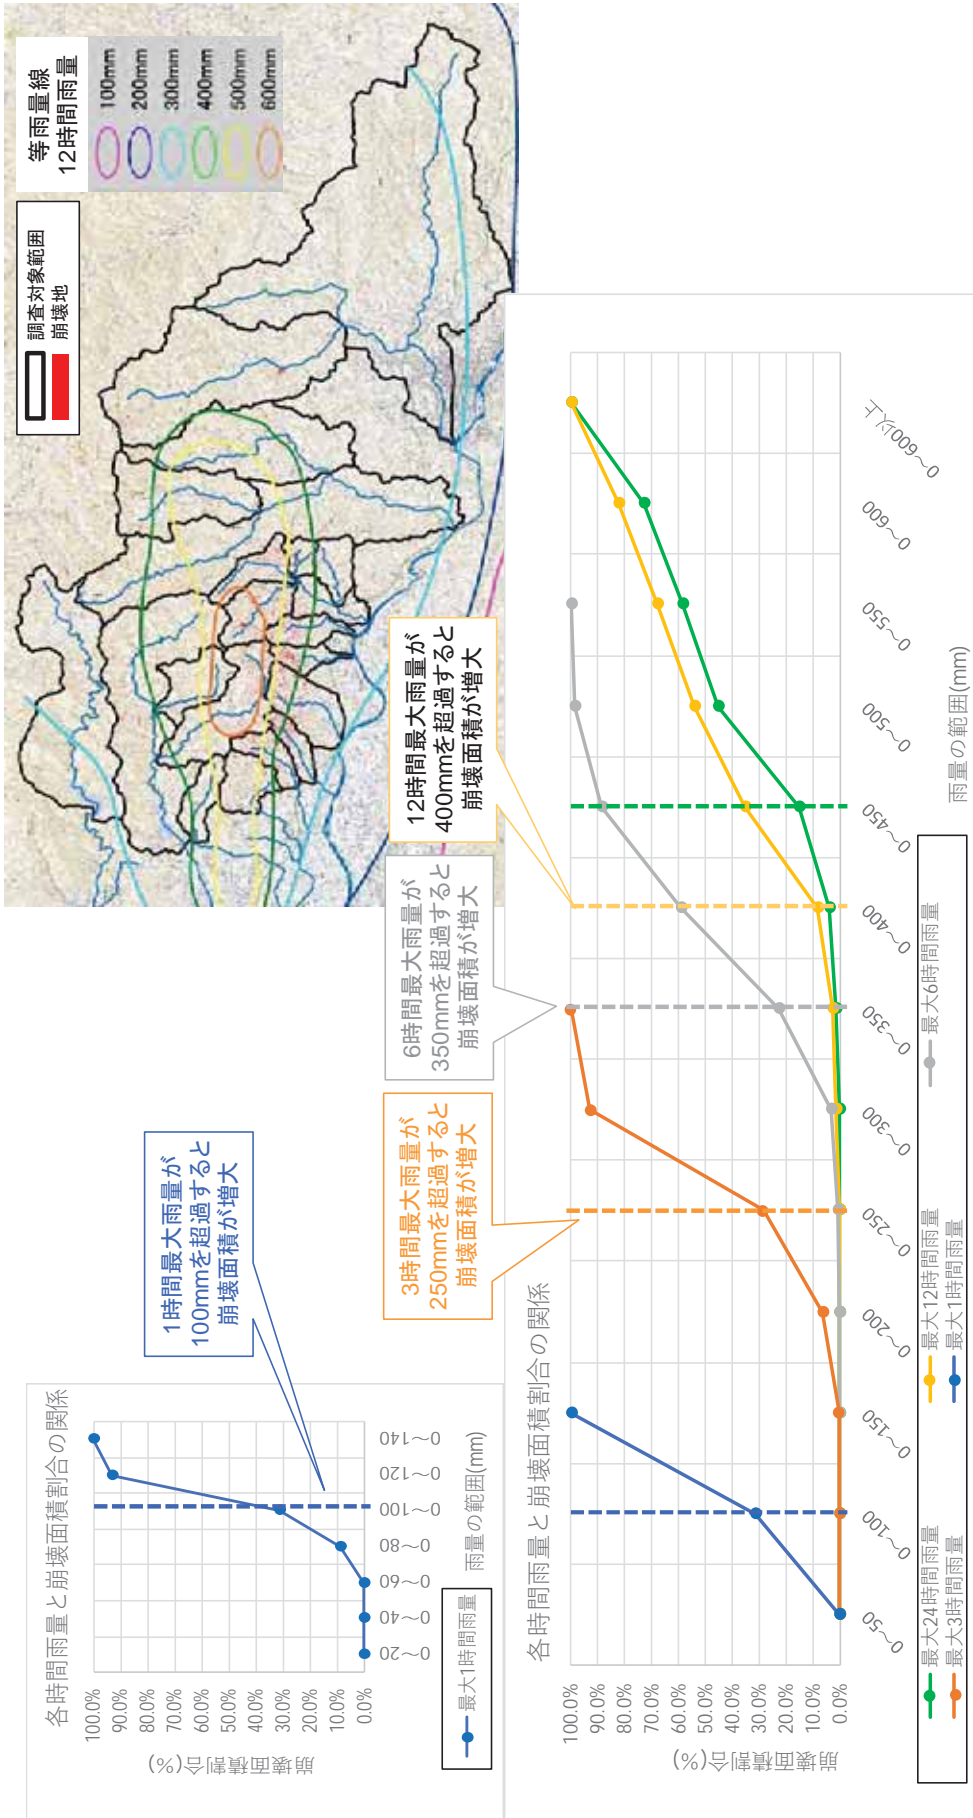 各時間雨量と崩壊面積割合の関係
崩壊面積割合(%)
100.0%
90.0%
80.0%
70.0%
60.0%
50.0%
40.0%
30.0%
20.0%
10.0%
0.0%
0～20
0～40
0～60
0～80
0～100
0～120
0～140
雨量の範囲(mm)
最大1時間雨量
1時間最大雨量が
100mmを超過すると
崩壊面積が増大
調査対象範囲
崩壊地
等雨量線
12時間雨量
100mm
200mm
300mm
400mm
500mm
600mm
3時間最大雨量が
250mmを超過すると
崩壊面積が増大
6時間最大雨量が
350mmを超過すると
崩壊面積が増大
12時間最大雨量が
400mmを超過すると
崩壊面積が増大
各時間雨量と崩壊面積割合の関係
崩壊面積割合(%)
100.0%
90.0%
80.0%
70.0%
60.0%
50.0%
40.0%
30.0%
20.0%
10.0%
0.0%
0～50
0～100
0～150
0～200
0～250
0～300
0～350
0～400
0～450
0～500
0～550
0～600
0～600以上
雨量の範囲(mm)
最大24時間雨量
最大12時間雨量
最大6時間雨量
最大3時間雨量
最大1時間雨量